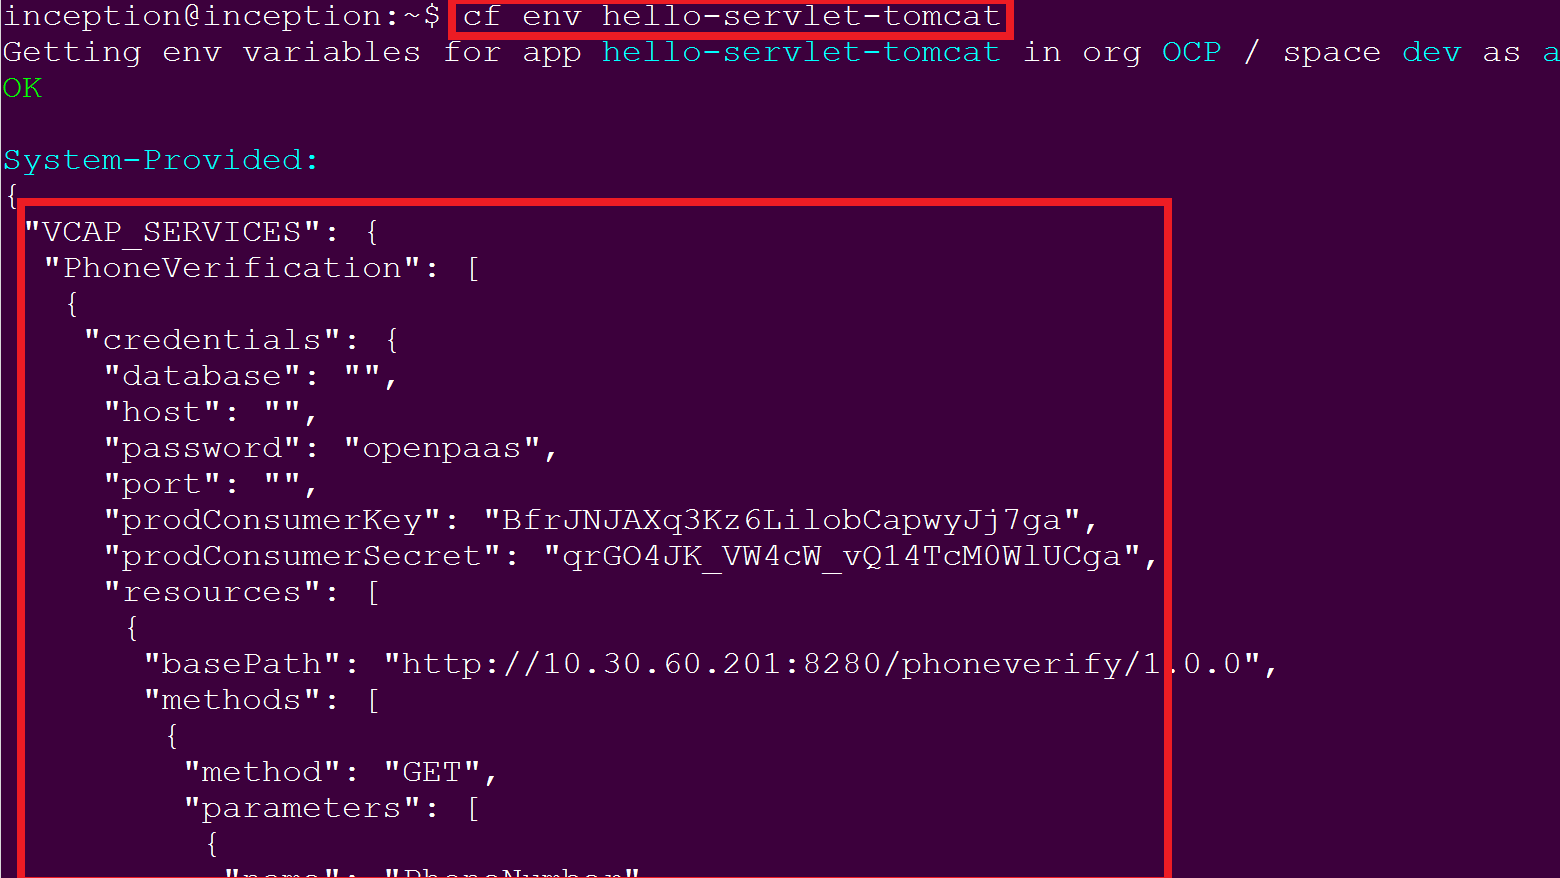 inception@inception:~$ cf env hello-servlet-tomcat
Getting env variables for app hello-servlet-tomcat in org OCP / space dev as a
OK
System-Provided:
{
"VCAP_SERVICES": {
"PhoneVerification": [
{
"credentials": {
"database": "",
"host": "",
"password": "openpaas",
"port": "",
"prodConsumerKey": "BfrJNJAXq3Kz6LilobCapwyJj7ga",
"prodConsumerSecret": "qrGO4JK_VW4cW_vQ14TcM0WlUCga",
"resources": [
{
"basePath": "http://10.30.60.201:8280/phoneverify/1.0.0",
"methods": [
{
"method": "GET",
"parameters": [
{
"name": "PhoneNumber"